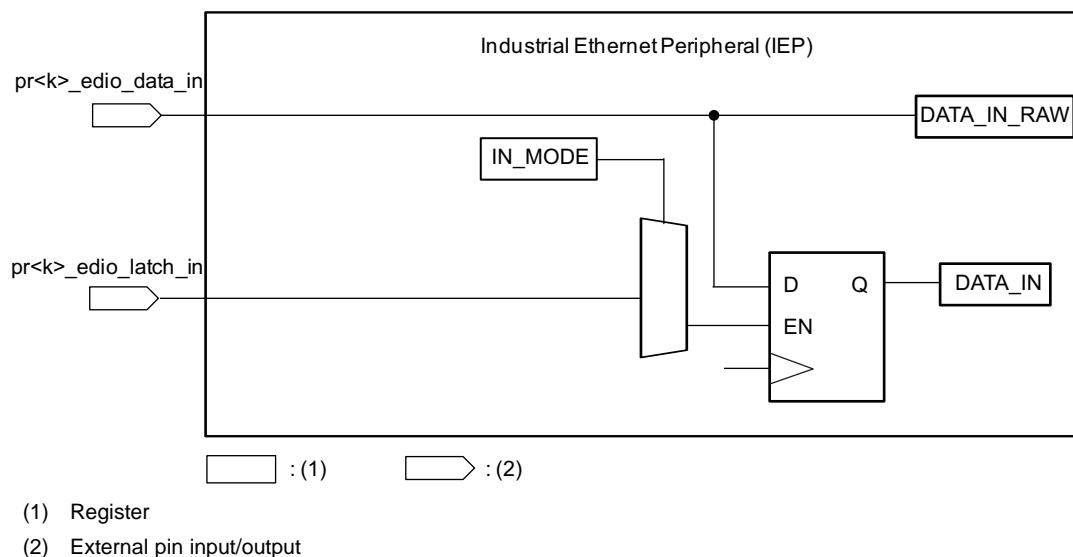 Industrial Ethernet Peripheral (IEP)
pr<k>_edio_data_in
DATA_IN_RAW
IN_MODE
pr<k>_edio_latch_in
D Q
DATA_IN
EN
: (1) : (2)
(1) Register
(2) External pin input/output